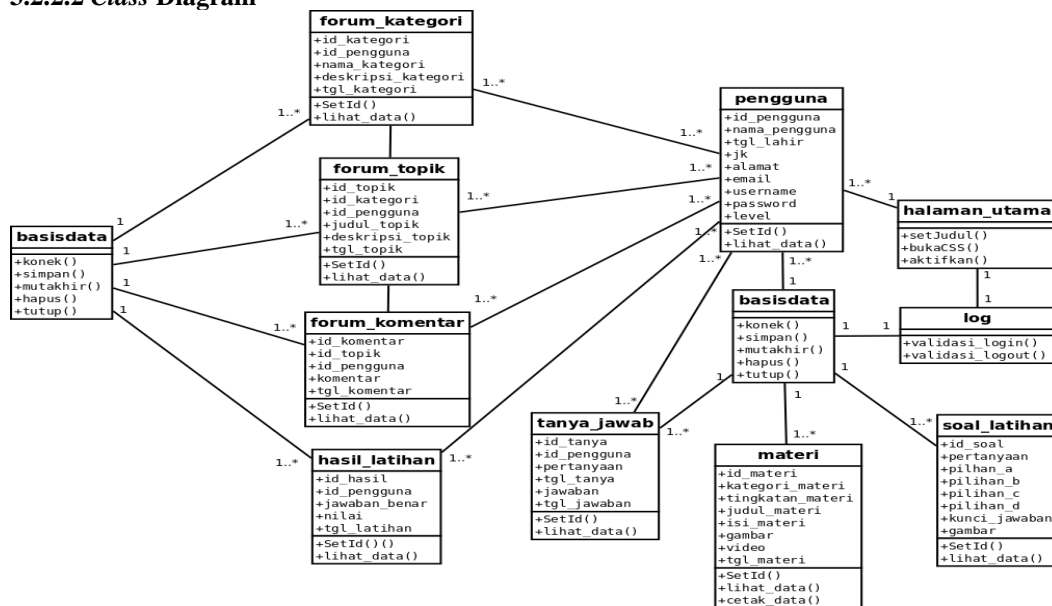 3.2.2.2 Class Diagram
forum_kategori
+id_kategori
+id_pengguna
+nama_kategori
+deskripsi_kategori
+tgl_kategori
+SetId()
+lihat_data()
1..*
1..*
forum_topik
+id_topik
+id_kategori
+id_pengguna
+judul_topik
+deskripsi_topik
+tgl_topik
+SetId()
+lihat_data()
1..*
1..*
forum_komentar
+id_komentar
+id_topik
+id_pengguna
+komentar
+tgl_komentar
+SetId()
+lihat_data()
1..*
1..*
hasil_latihan
+id_hasil
+id_pengguna
+jawaban_benar
+nilai
+tgl_latihan
+SetId()()
+lihat_data()
1..*
1..*
basisdata
+konek()
+simpan()
+mutakhir()
+hapus()
+tutup()
1
1
1
1
pengguna
+id_pengguna
+nama_pengguna
+tgl_lahir
+jk
+alamat
+email
+username
+password
+level
+SetId()
+lihat_data()
1..*
1..*
1..*
1..*
1..*
1..*
1..*
halaman_utama
+setJudul()
+bukaCSS()
+aktifkan()
1
1
1
log
+validasi_login()
+validasi_logout()
1
basisdata
+konek()
+simpan()
+mutakhir()
+hapus()
+tutup()
1
1
1
1
1
tanya_jawab
+id_tanya
+id_pengguna
+pertanyaan
+tgl_tanya
+jawaban
+tgl_jawaban
+SetId()
+lihat_data()
1..*
1..*
materi
+id_materi
+kategori_materi
+tingkatan_materi
+judul_materi
+isi_materi
+gambar
+video
+tgl_materi
+SetId()
+lihat_data()
+cetak_data()
1..*
soal_latihan
+id_soal
+pertanyaan
+pilhan_a
+pilihan_b
+pilihan_c
+pilihan_d
+kunci_jawaban
+gambar
+SetId()
+lihat_data()
1..*